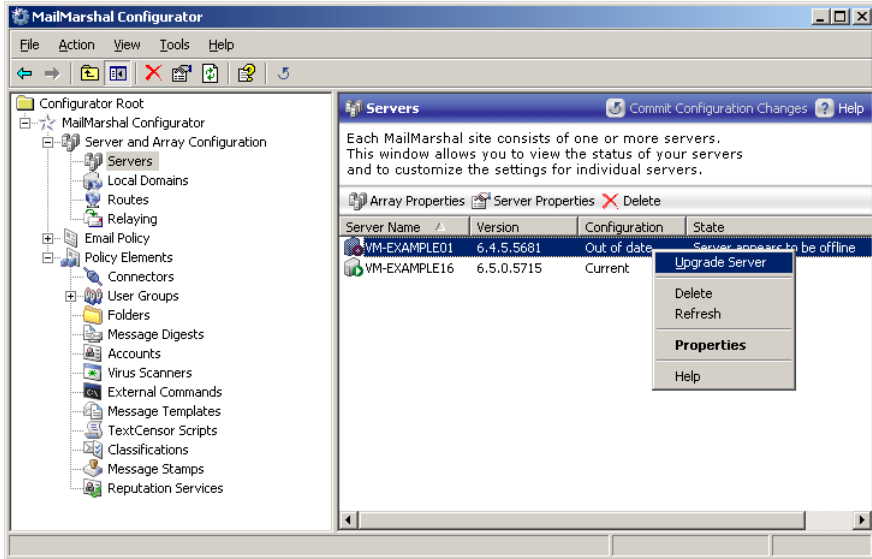 MailMarshal Configurator
File Action View Tools Help
Configurator Root
MailMarshal Configurator
Server and Array Configuration
Servers
Local Domains
Routes
Relaying
Email Policy
Policy Elements
Connectors
User Groups
Folders
Message Digests
Accounts
Virus Scanners
External Commands
Message Templates
TextCensor Scripts
Classifications
Message Stamps
Reputation Services
Servers Commit Configuration Changes Help
Each MailMarshal site consists of one or more servers.
This window allows you to view the status of your servers
and to customize the settings for individual servers.
Array Properties Server Properties Delete
Server Name Version Configuration State
VM-EXAMPLE01 6.4.5.5681 Out of date Server appears to be offline
VM-EXAMPLE16 6.5.0.5715 Current
Upgrade Server
Delete
Refresh
Properties
Help